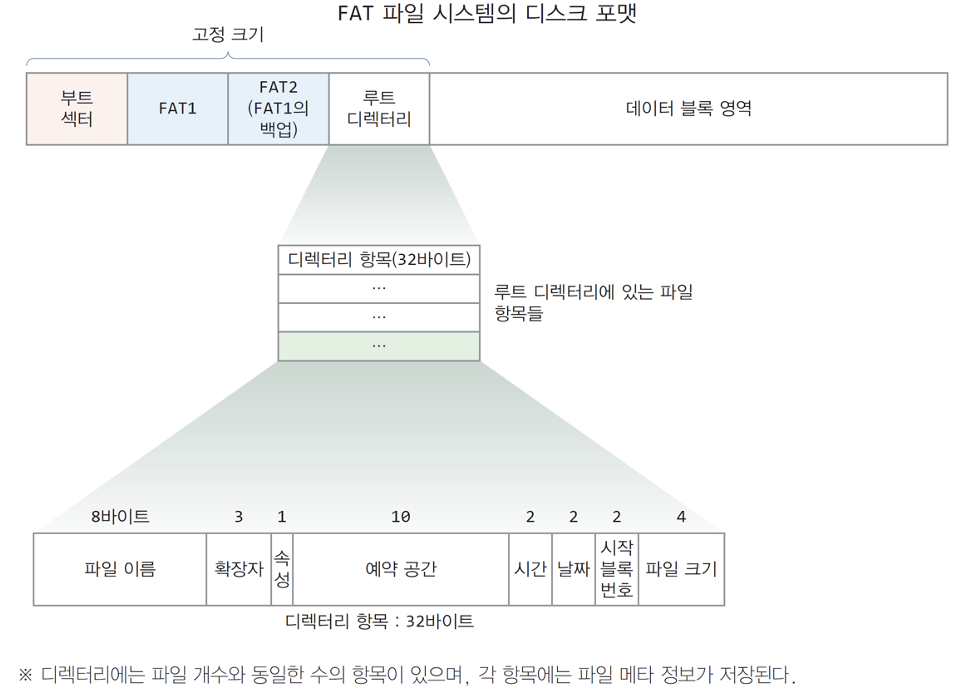 FAT 파일 시스템의 디스크 포맷
고정 크기
부트
섹터
FAT1
FAT2
(FAT1의
백업)
루트
디렉터리
데이터 블록 영역
디렉터리 항목(32바이트)
...
...
...
루트 디렉터리에 있는 파일
항목들
8바이트 3 1 10 2 2 2 4
파일 이름
확장자
속
성
예약 공간
시간
날짜
시작
블록
번호
파일 크기
디렉터리 항목 : 32바이트
※ 디렉터리에는 파일 개수와 동일한 수의 항목이 있으며, 각 항목에는 파일 메타 정보가 저장된다.